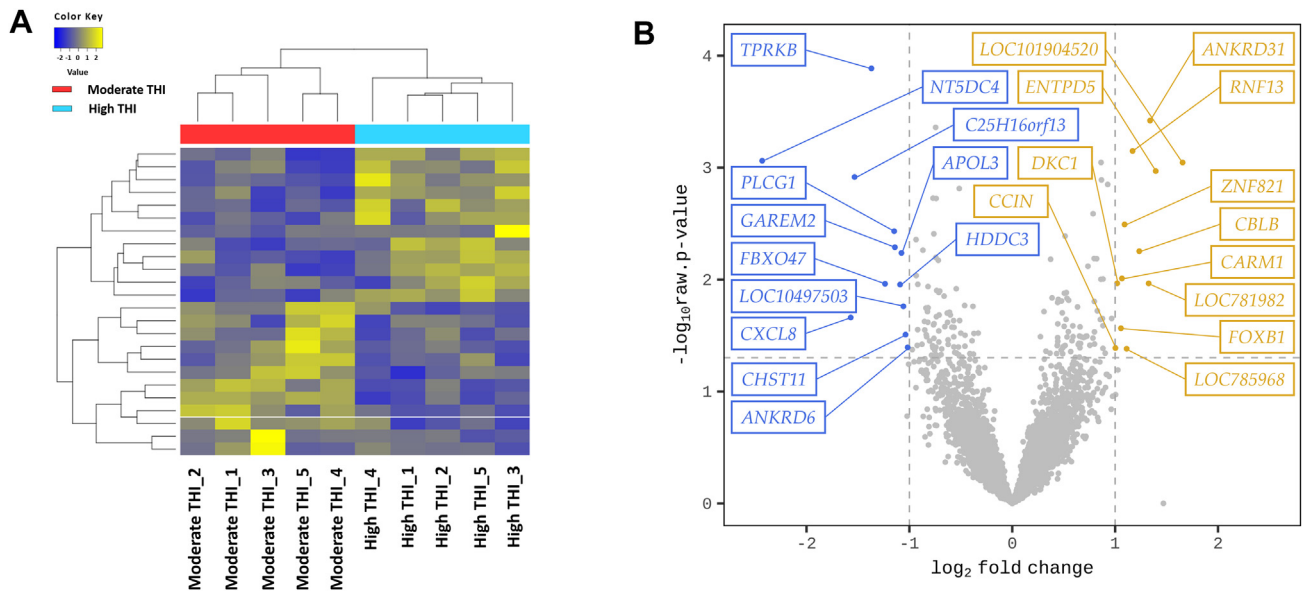 A
Color Key
-2 -1 0 1 2
Value
Moderate THI
High THI
Moderate THI_2
Moderate THI_1
Moderate THI_3
Moderate THI_5
Moderate THI_4
High THI_4
High THI_1
High THI_2
High THI_5
High THI_3
B
TPRKB
LOC101904520
ANKRD31
NT5DC4
ENTPD5
RNF13
C25H16orf13
PLCG1
APOL3
DKC1
ZNF821
GAREM2
CCIN
CBLB
FBXO47
HDDC3
CARM1
LOC10497503
LOC781982
CXCL8
FOXB1
CHST11
LOC785968
ANKRD6
4
3
2
1
0
-log10raw.p-value
-2
-1
0
1
2
log2 fold change